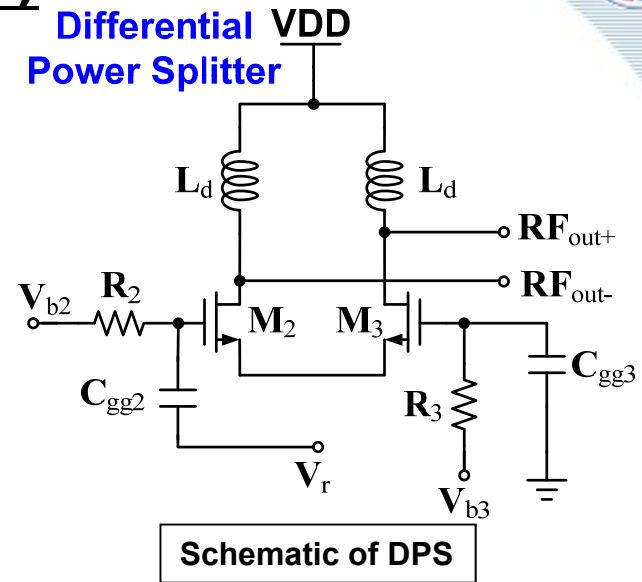 Differential
Power Splitter
VDD
Ld
Ld
RFout+
RFout-
Vb2
R2
M2
M3
Cgg2
R3
Cgg3
Vr
Vb3
Schematic of DPS